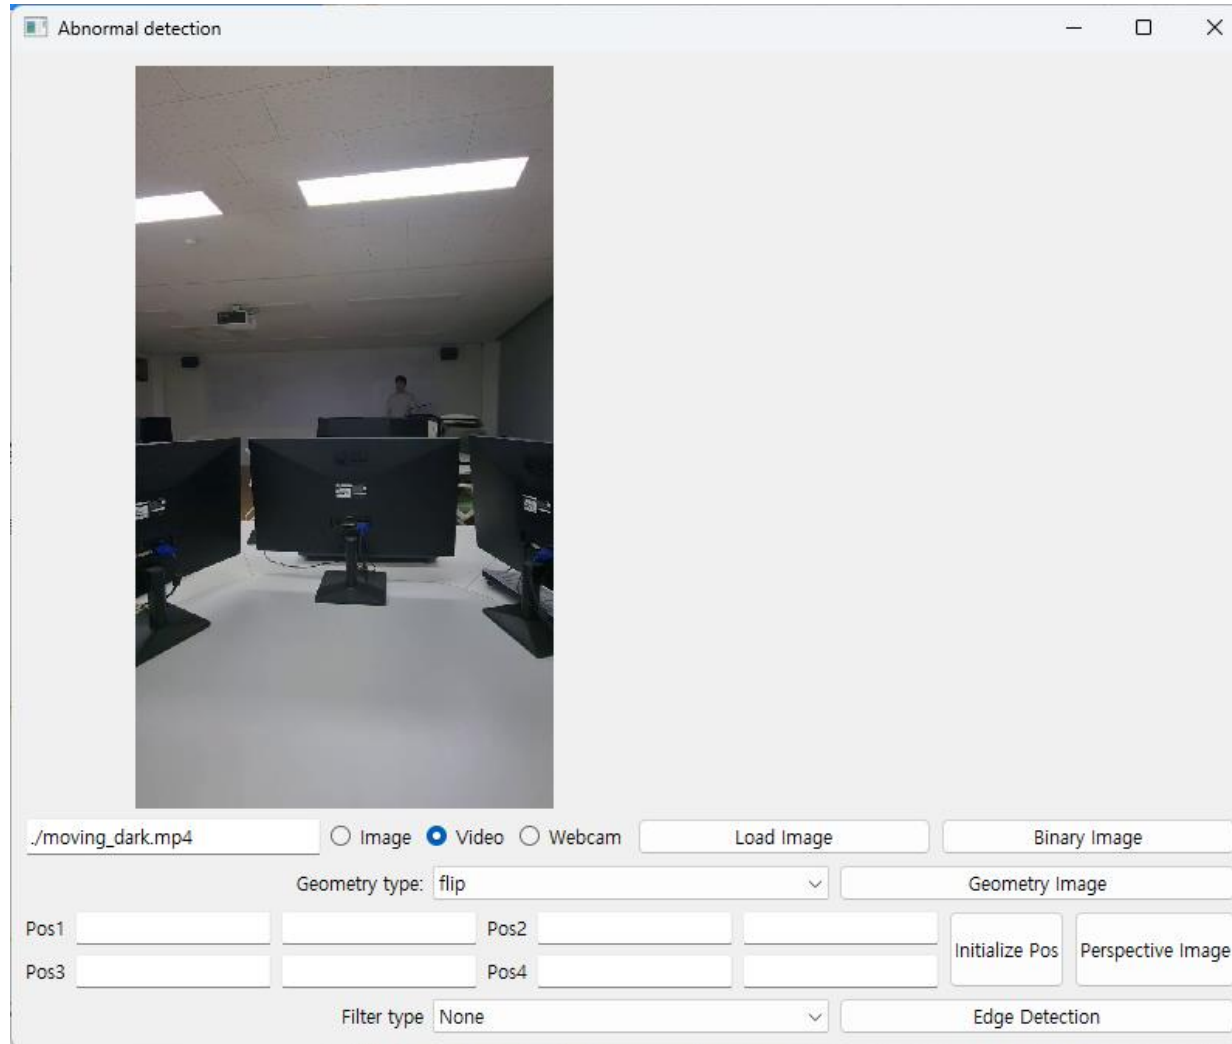 Abnormal detection
./moving_dark.mp4 Image Video Webcam Load Image Binary Image
Geometry type: flip Geometry Image
Pos1 Pos2
Initialize Pos Perspective Image
Pos3 Pos4
Filter type None Edge Detection